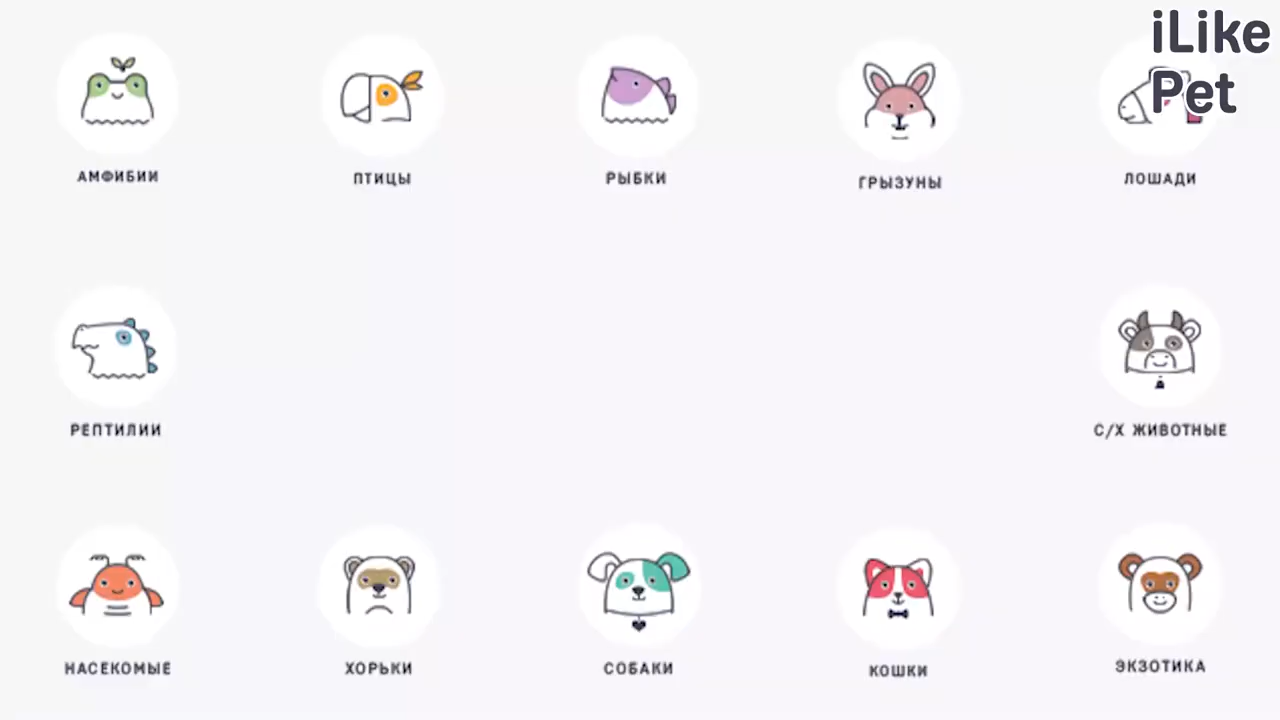 iLike
Pet
АМФИБИИ
ПТИЦЫ
РЫБКИ
ГРЫЗУНЫ
ЛОШАДИ
РЕПТИЛИИ
С/Х ЖИВОТНЫЕ
НАСЕКОМЫЕ
ХОРЬКИ
СОБАКИ
КОШКИ
ЭКЗОТИКА